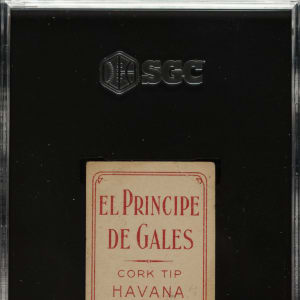 SGC
EL PRINCIPE
DE GALES
CORK TIP
HAVANA